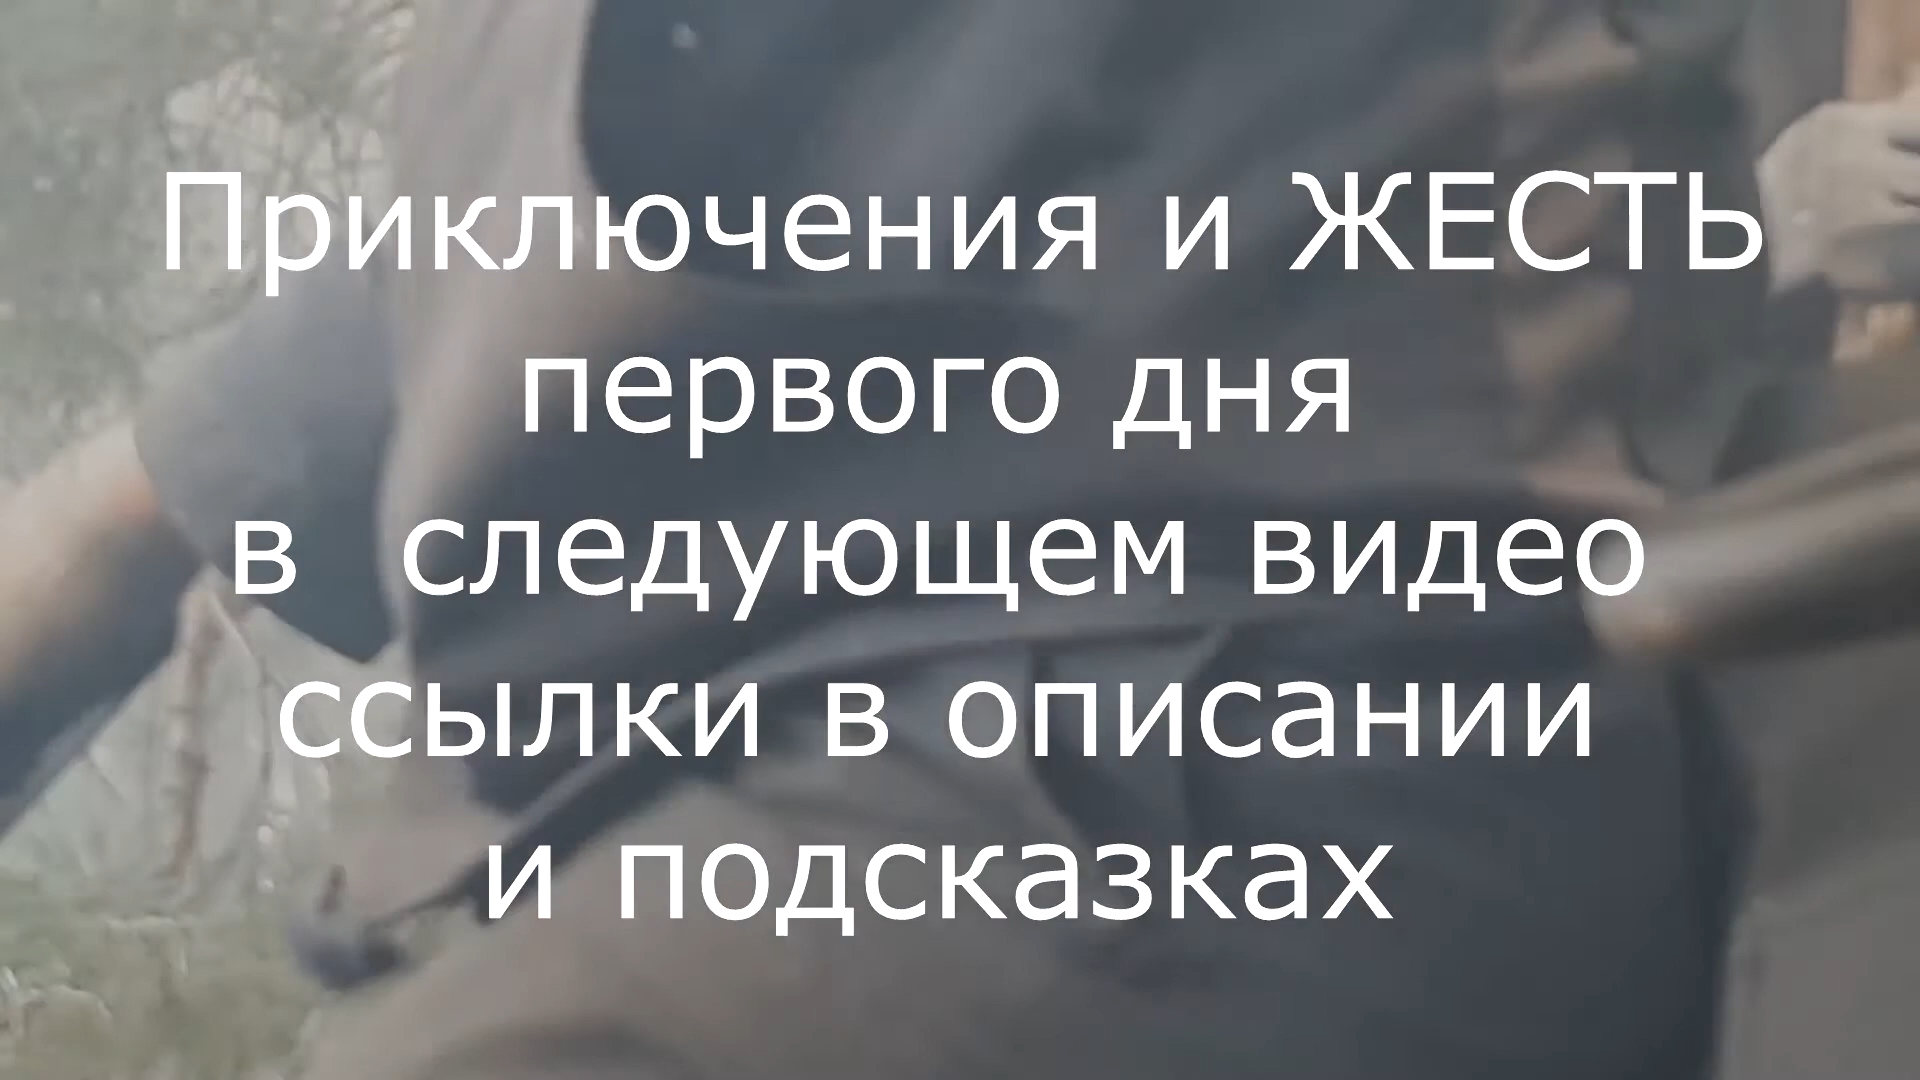 Приключения и ЖЕСТЬ
первого дня
в следующем видео
ссылки в описании
и подсказках